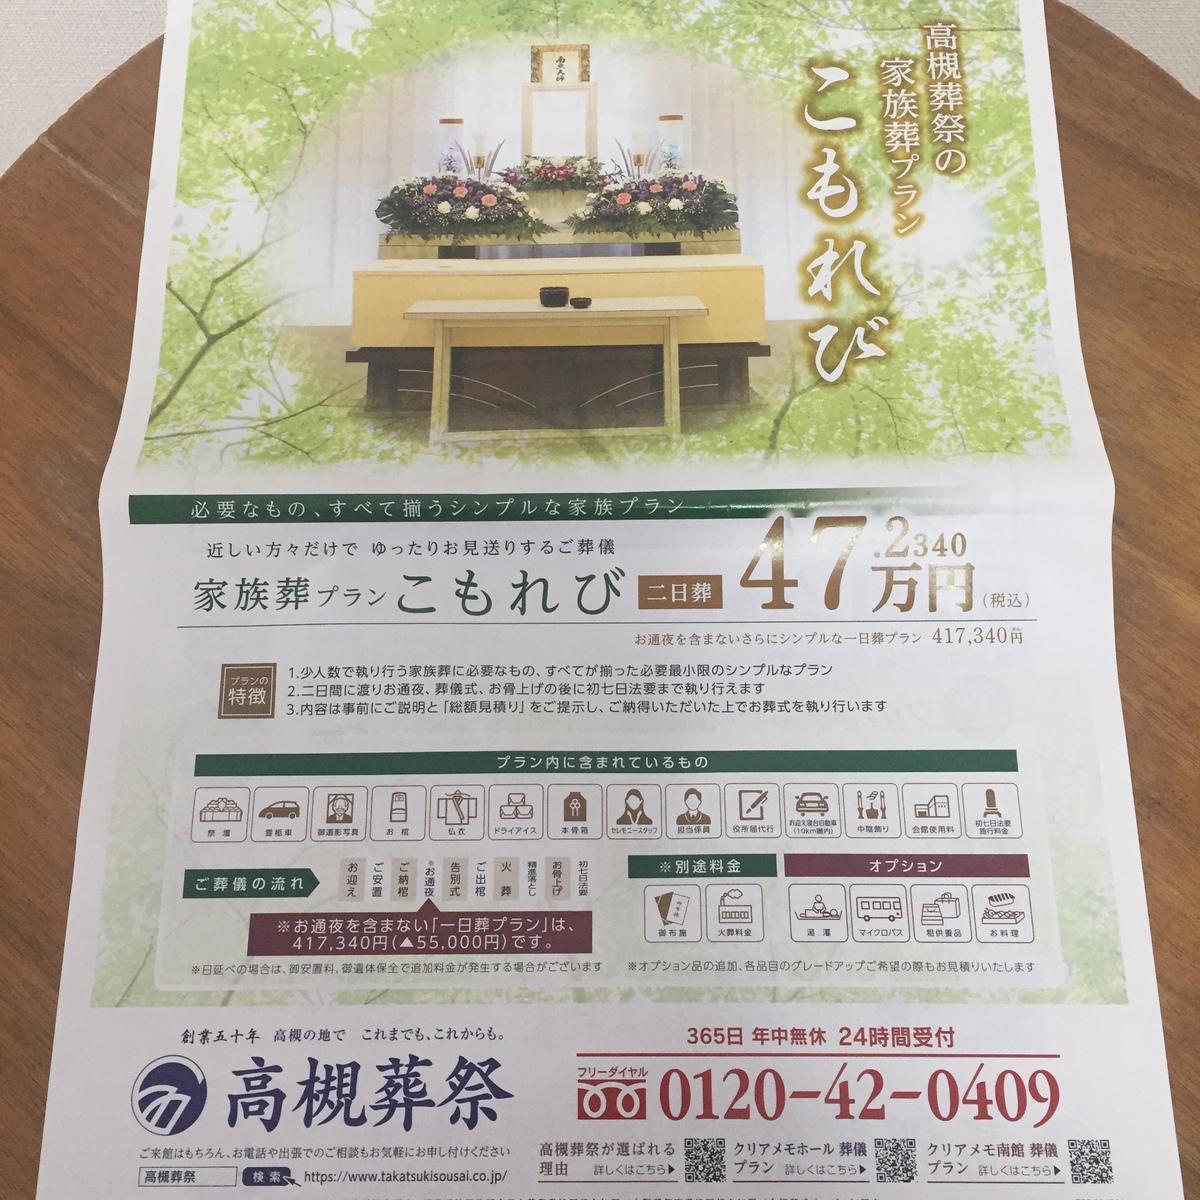 高槻葬祭の
家族葬プラン
こもれび
南無大師
必要なもの、すべて揃うシンプルな家族プラン
近しい方々だけで ゆったりお見送りするご葬儀
家族葬プラン こもれび 二日葬 47.2340万円(税込)
お通夜を含まないさらにシンプルな一日葬プラン 417,340円(税込)
プランの
特徴
1.少人数で執り行う家族葬に必要なもの、すべてが揃った必要最小限のシンプルなプラン
2.二日間に渡りお通夜、葬儀式、お骨上げの後に初七日法要まで執り行えます
3.内容は事前にご説明と「総額見積り」をご提示し、ご納得いただいた上でお葬式を執り行います
プラン内に含まれているもの
祭壇 霊柩車 御遺影写真 お棺 仏衣 ドライアイス 本骨箱 セレモニースタッフ 担当係員 役所届代行 お迎え寝台自動車(10km圏内) 中陰飾り 会館使用料 初七日法要施行料金
ご葬儀の流れ
お迎え
ご安置
ご納棺
※お通夜
告別式
ご出棺
火葬
精進落とし
お骨上げ
初七日法要
※お通夜を含まない「一日葬プラン」は、
417,340円(▲55,000円)です。
※日延べの場合は、御安置料、御遺体保全で追加料金が発生する場合がございます
※別途料金
御布施 火葬料金
オプション
湯灌 マイクロバス 粗供養品 お料理
※オプション品の追加、各品目のグレードアップご希望の際もお見積りいたします
創業五十年 高槻の地で これまでも、これからも。
高槻葬祭
ご来館はもちろん、お電話や出張でのご相談もお気軽にお申し付けください
高槻葬祭 検索 https://www.takatsukisousai.co.jp/
365日 年中無休 24時間受付
フリーダイヤル
0120-42-0409
高槻葬祭が選ばれる
理由 詳しくはこちら▶
クリアメモホール 葬儀
プラン 詳しくはこちら▶
クリアメモ南館 葬儀
プラン 詳しくはこちら▶